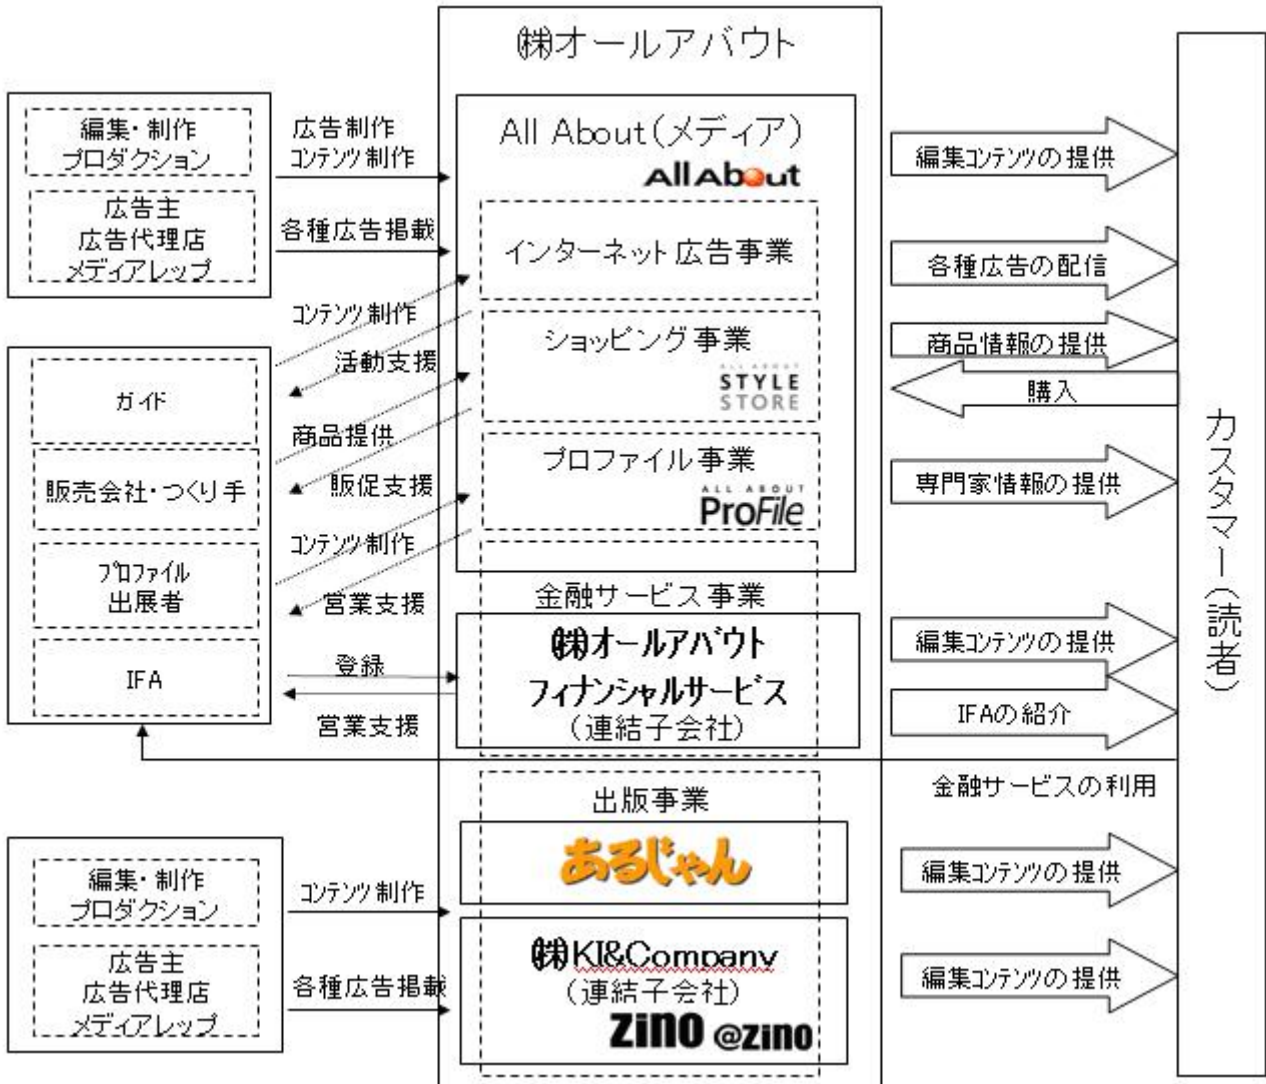 ㈱オールアバウト
編集・制作
プロダクション
広告主
広告代理店
メディアレップ
広告制作
コンテンツ制作
各種広告掲載
All About(メディア)
All About
インターネット広告事業
ショッピング事業
ALL ABOUT
STYLE
STORE
プロファイル事業
ALL ABOUT
ProFile
ガイド
販売会社・つくり手
プロファイル
出展者
IFA
コンテンツ制作
活動支援
商品提供
販促支援
コンテンツ制作
営業支援
登録
営業支援
金融サービス事業
㈱オールアバウト
フィナンシャルサービス
(連結子会社)
出版事業
あるじゃん
㈱KI&Company
(連結子会社)
Zino @zino
編集・制作
プロダクション
広告主
広告代理店
メディアレップ
コンテンツ制作
各種広告掲載
編集コンテンツの提供
各種広告の配信
商品情報の提供
購入
専門家情報の提供
編集コンテンツの提供
IFAの紹介
金融サービスの利用
編集コンテンツの提供
編集コンテンツの提供
カスタマー(読者)